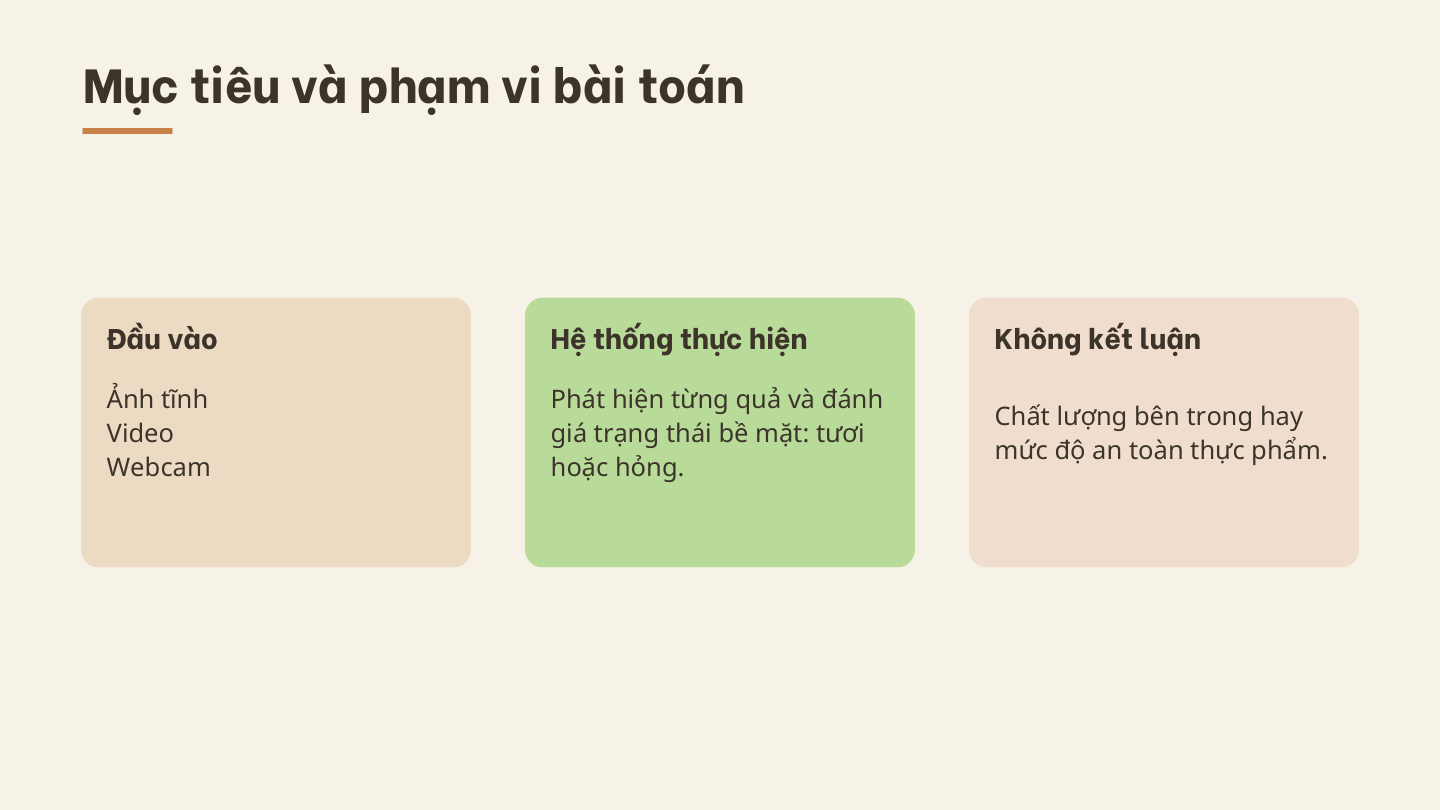 Mục tiêu và phạm vi bài toán
Đầu vào
Ảnh tĩnh
Video
Webcam
Hệ thống thực hiện
Phát hiện từng quả và đánh
giá trạng thái bề mặt: tươi
hoặc hỏng.
Không kết luận
Chất lượng bên trong hay
mức độ an toàn thực phẩm.